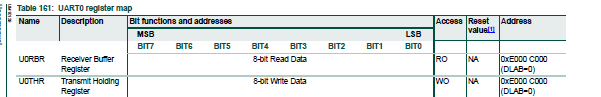 Table 161: UART0 register map
Name Description Bit functions and addresses Access Reset value[1] Address
MSB LSB
BIT7 BIT6 BIT5 BIT4 BIT3 BIT2 BIT1 BIT0
U0RBR Receiver Buffer Register 8-bit Read Data RO NA 0xE000 C000 (DLAB=0)
U0THR Transmit Holding Register 8-bit Write Data WO NA 0xE000 C000 (DLAB=0)